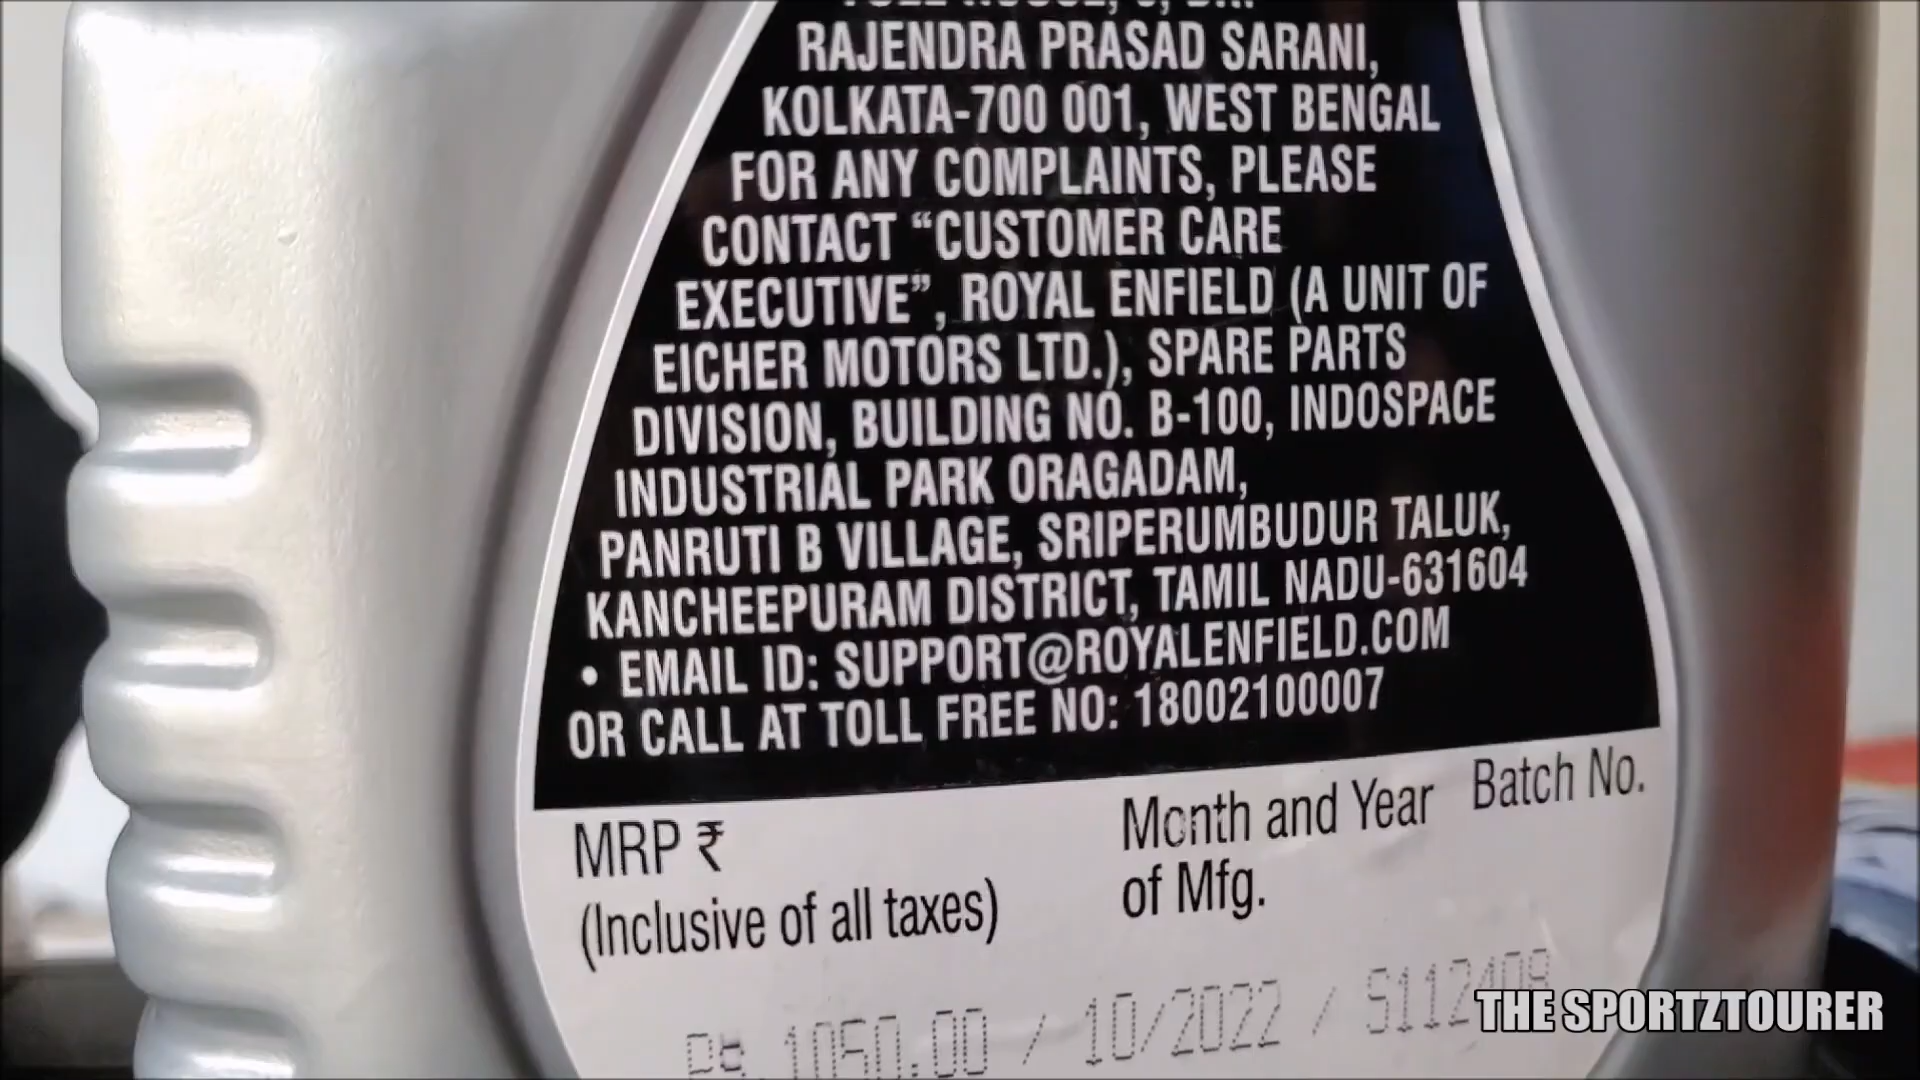 RAJENDRA PRASAD SARANI,
KOLKATA-700 001, WEST BENGAL
FOR ANY COMPLAINTS, PLEASE
CONTACT “CUSTOMER CARE
EXECUTIVE”, ROYAL ENFIELD (A UNIT OF
EICHER MOTORS LTD.), SPARE PARTS
DIVISION, BUILDING NO. B-100, INDOSPACE
INDUSTRIAL PARK ORAGADAM,
PANRUTI B VILLAGE, SRIPERUMBUDUR TALUK,
KANCHEEPURAM DISTRICT, TAMIL NADU-631604
• EMAIL ID: SUPPORT@ROYALENFIELD.COM
OR CALL AT TOLL FREE NO: 18002100007
MRP ₹
(Inclusive of all taxes)
Month and Year
of Mfg.
Batch No.
1050.00 / 10/2022 /
THE SPORTZTOURER